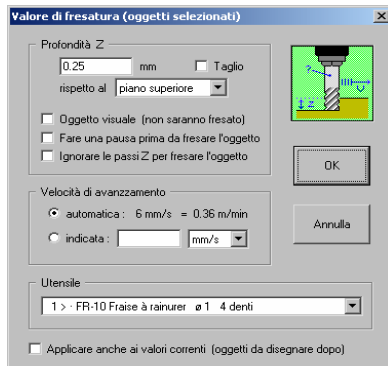 Valore di fresatura (oggetti selezionati)
Profondità Z
0.25 mm Taglio
rispetto al piano superiore
Oggetto visuale (non saranno fresato)
Fare una pausa prima da fresare l'oggetto
Ignorare le passi Z per fresare l'oggetto
? z U
OK
Velocità di avanzzamento
automatica : 6 mm/s = 0.36 m/min
indicata : mm/s
Annulla
Utensile
1 > · FR-10 Fraise à rainurer ø 1 4 denti
Applicare anche ai valori correnti (oggetti da disegnare dopo)